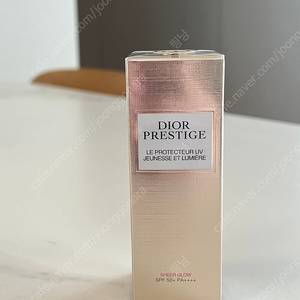 DIOR
PRESTIGE
LE PROTECTEUR UV
JEUNESSE ET LUMIÈRE
SHEER GLOW
SPF 50+ PA++++